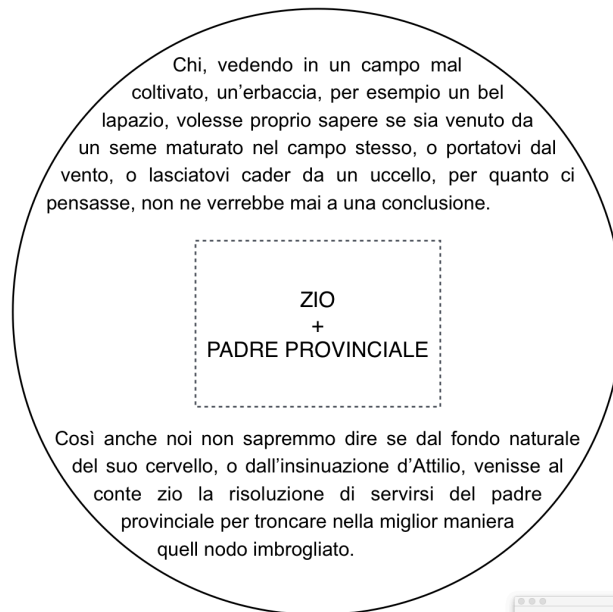 Chi, vedendo in un campo mal
coltivato, un’erbaccia, per esempio un bel
lapazio, volesse proprio sapere se sia venuto da
un seme maturato nel campo stesso, o portatovi dal
vento, o lasciatovi cader da un uccello, per quanto ci
pensasse, non ne verrebbe mai a una conclusione.
ZIO
+
PADRE PROVINCIALE
Così anche noi non sapremmo dire se dal fondo naturale
del suo cervello, o dall’insinuazione d’Attilio, venisse al
conte zio la risoluzione di servirsi del padre
provinciale per troncare nella miglior maniera
quell nodo imbrogliato.